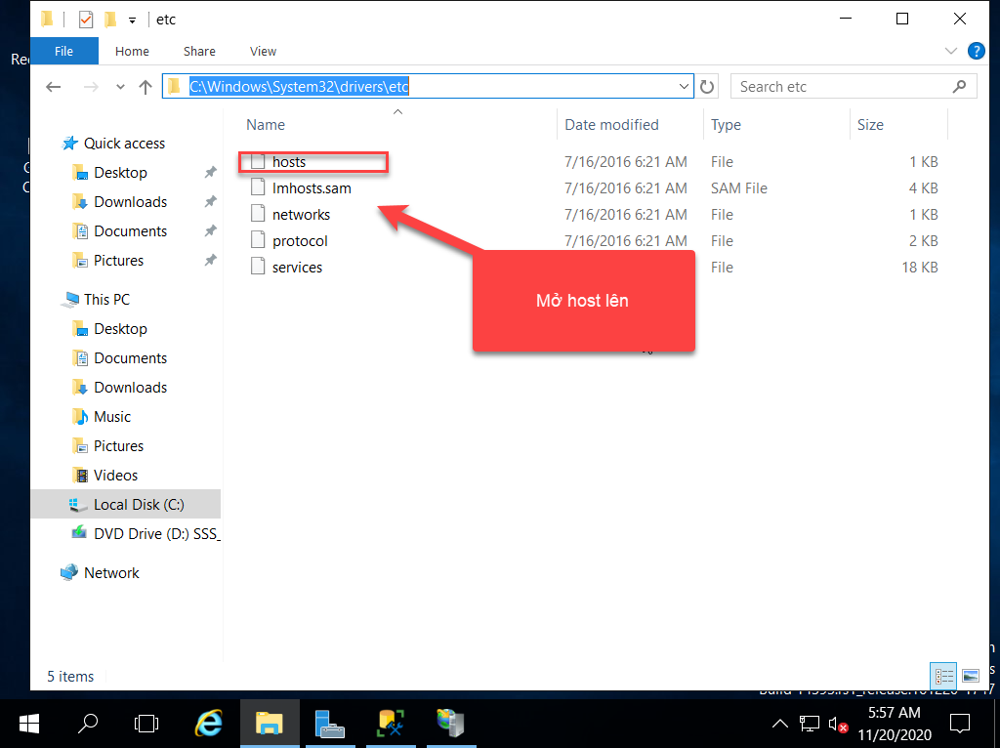 etc
Rec
File Home Share View
C:\Windows\System32\drivers\etc
Search etc
Name Date modified Type Size
Quick access
Desktop
Downloads
Documents
Pictures
This PC
Desktop
Documents
Downloads
Music
Pictures
Videos
Local Disk (C:)
DVD Drive (D:) SSS_
Network
hosts 7/16/2016 6:21 AM File 1 KB
lmhosts.sam 7/16/2016 6:21 AM SAM File 4 KB
networks 7/16/2016 6:21 AM File 1 KB
protocol 7/16/2016 6:21 AM File 2 KB
services File 18 KB
Mở host lên
5 items
5:57 AM
11/20/2020